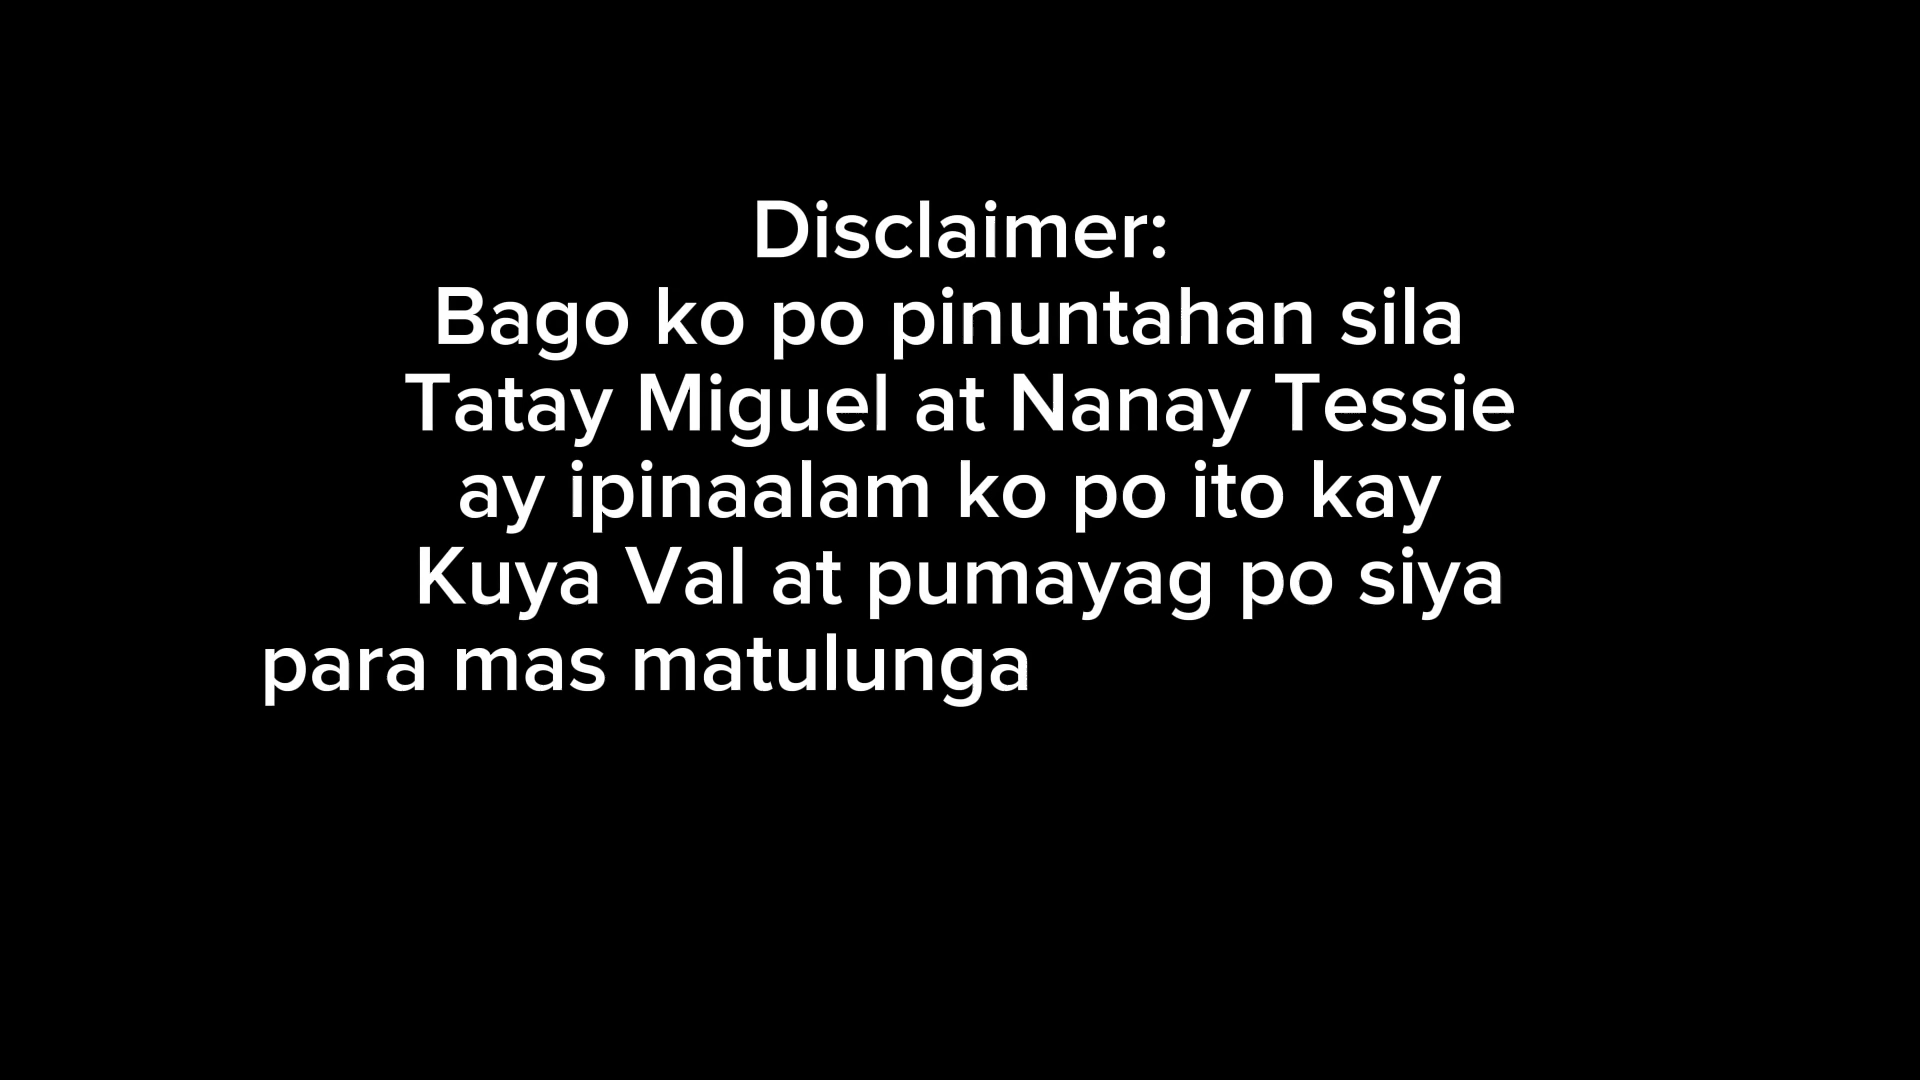 Disclaimer:
Bago ko po pinuntahan sila
Tatay Miguel at Nanay Tessie
ay ipinaalam ko po ito kay
Kuya Val at pumayag po siya
para mas matulunga